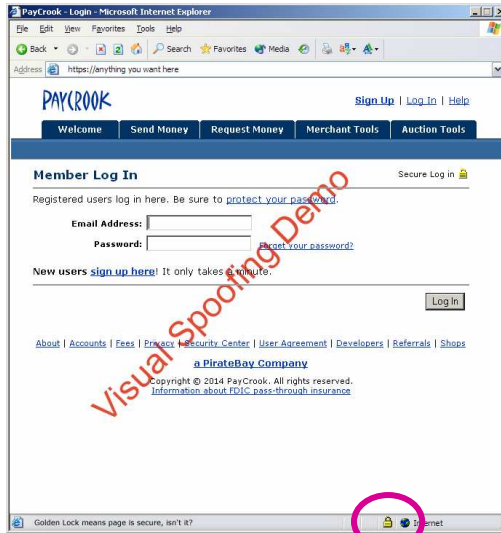 PayCrook - Login - Microsoft Internet Explorer
File Edit View Favorites Tools Help
Back Search Favorites Media
Address https://anything you want here
PAYCROOK
Sign Up | Log In | Help
Welcome Send Money Request Money Merchant Tools Auction Tools
Member Log In Secure Log in
Registered users log in here. Be sure to protect your password.
Email Address:
Password: Forget your password?
New users sign up here! It only takes a minute.
Log In
About | Accounts | Fees | Privacy | Security Center | User Agreement | Developers | Referrals | Shops
a PirateBay Company
Copyright © 2014 PayCrook. All rights reserved.
Information about FDIC pass-through insurance
Visual Spoofing Demo
Golden Lock means page is secure, isn't it? Internet